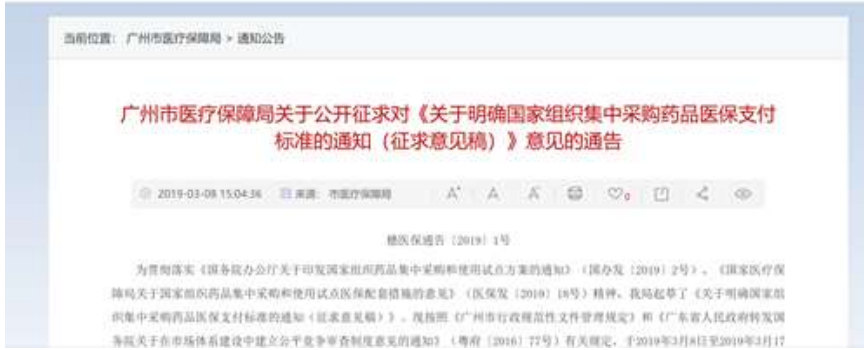 当前位置： 广州市医疗保障局 > 通知公告
广州市医疗保障局关于公开征求对《关于明确国家组织集中采购药品医保支付
标准的通知（征求意见稿）》意见的通告
2019-03-08 15:04:36 来源： 市医疗保障局 A+ A A- 0
穗医保通告〔2019〕1号
为贯彻落实《国务院办公厅关于印发国家组织药品集中采购和使用试点方案的通知》（国办发〔2019〕2号）、《国家医疗保
障局关于国家组织药品集中采购和使用试点医保配套措施的意见》（医保发〔2019〕18号）精神，我局起草了《关于明确国家组
织集中采购药品医保支付标准的通知（征求意见稿）》。现按照《广州市行政规范性文件管理规定》和《广东省人民政府转发国
务院关于在市场体系建设中建立公平竞争审查制度意见的通知》（粤府〔2016〕77号）有关规定，于2019年3月8日至2019年3月17